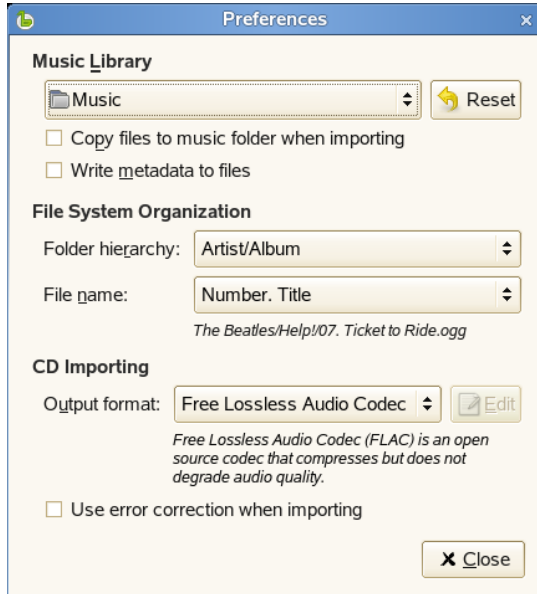 Preferences
Music Library
Music Reset
Copy files to music folder when importing
Write metadata to files
File System Organization
Folder hierarchy: Artist/Album
File name: Number. Title
The Beatles/Help!/07. Ticket to Ride.ogg
CD Importing
Output format: Free Lossless Audio Codec Edit
Free Lossless Audio Codec (FLAC) is an open
source codec that compresses but does not
degrade audio quality.
Use error correction when importing
Close